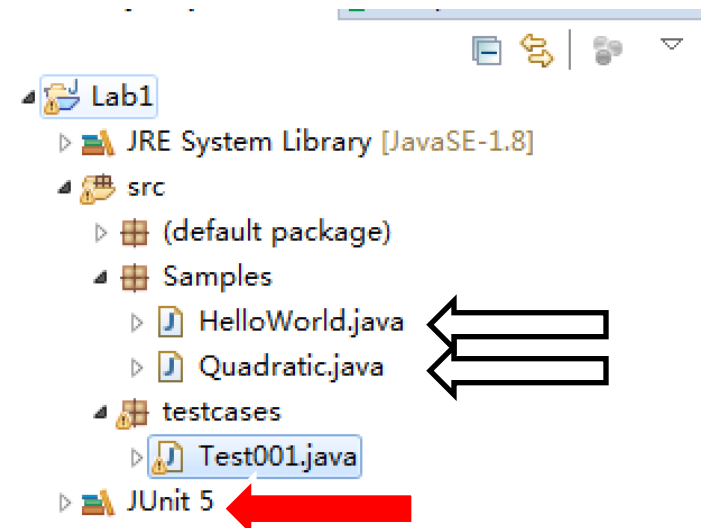 Lab1
JRE System Library [JavaSE-1.8]
src
(default package)
Samples
HelloWorld.java
Quadratic.java
testcases
Test001.java
JUnit 5